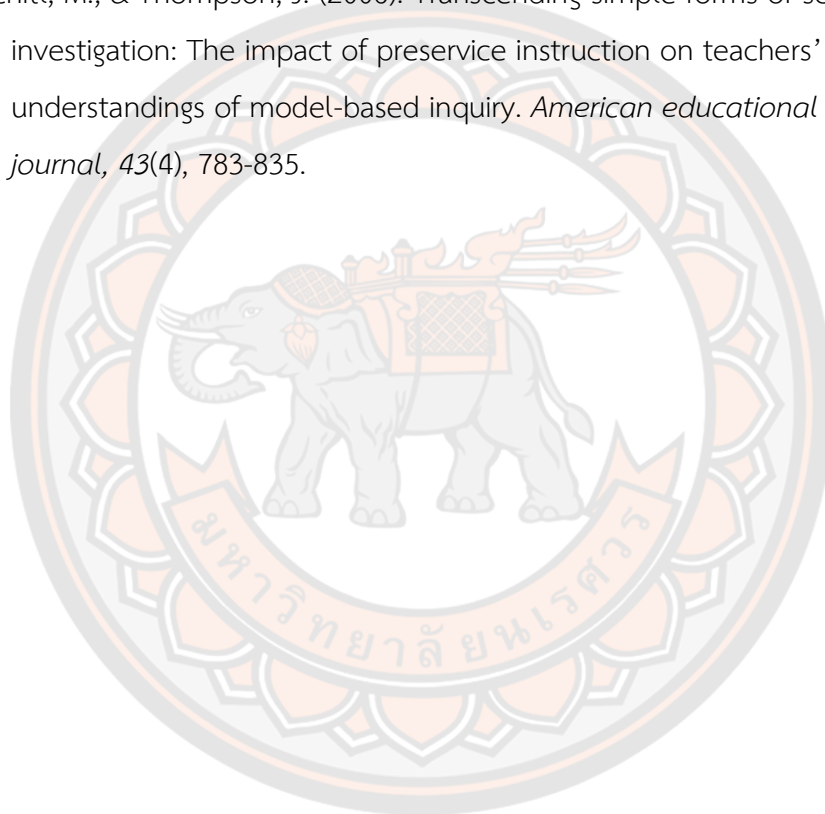 M., & Thompson, J. (2006). Transcending simple forms of
investigation: The impact of preservice instruction on teachers’
understandings of model-based inquiry. American educational
journal, 43(4), 783-835.
มหาวิทยาลัยนเรศวร